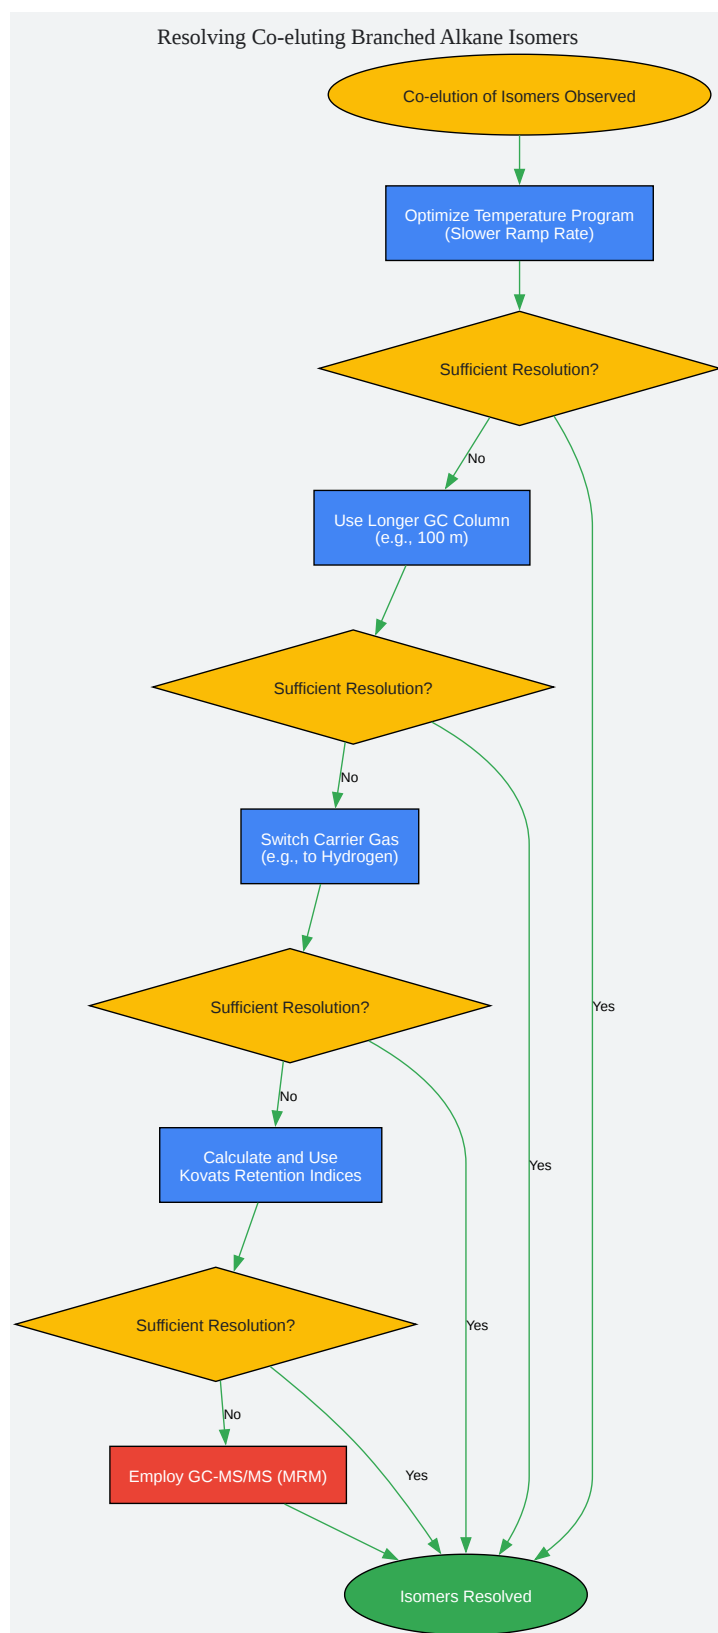 Resolving Co-eluting Branched Alkane Isomers
Co-elution of Isomers Observed
Optimize Temperature Program
(Slower Ramp Rate)
Sufficient Resolution?
No
Use Longer GC Column
(e.g., 100 m)
Sufficient Resolution?
No
Switch Carrier Gas
(e.g., to Hydrogen)
Sufficient Resolution?
Yes
No
Calculate and Use
Kovats Retention Indices
Yes
Sufficient Resolution?
Yes
No
Employ GC-MS/MS (MRM)
Yes
Isomers Resolved